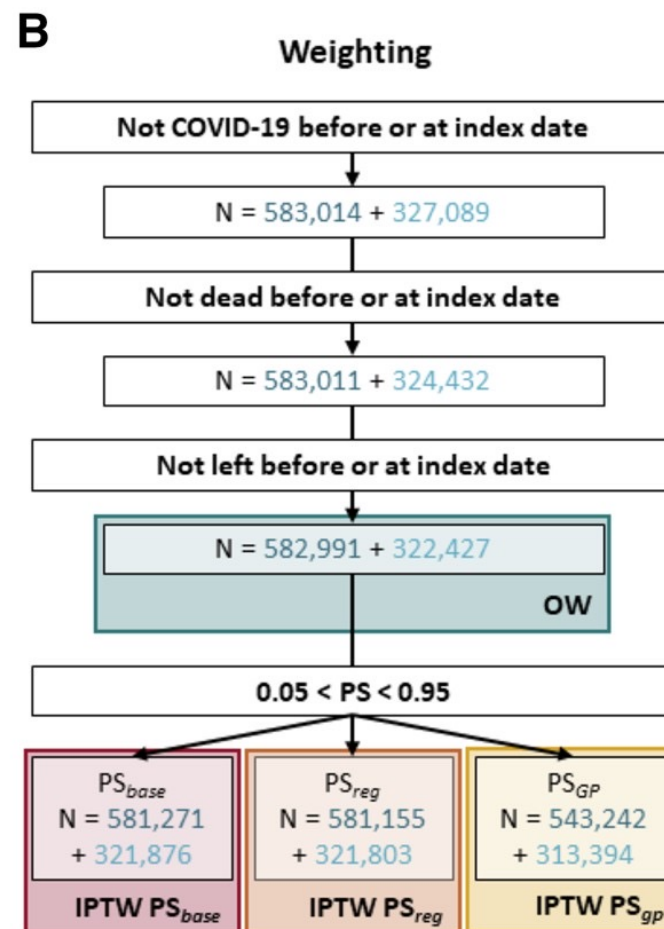 B
Weighting
Not COVID-19 before or at index date
N = 583,014 + 327,089
Not dead before or at index date
N = 583,011 + 324,432
Not left before or at index date
N = 582,991 + 322,427
OW
0.05 < PS < 0.95
PSbase
N = 581,271
+ 321,876
IPTW PSbase
PSreg
N = 581,155
+ 321,803
IPTW PSreg
PSGP
N = 543,242
+ 313,394
IPTW PSgp